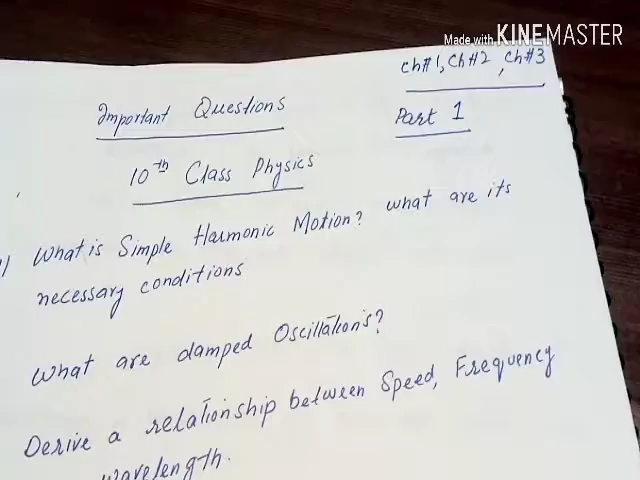 Made with KINEMASTER
Ch#1, Ch#2, Ch#3
Important Questions
Part 1
10th Class Physics
1) What is Simple Harmonic Motion? what are its
necessary conditions
What are damped Oscillations?
Derive a relationship between Speed, Frequency
wavelength.